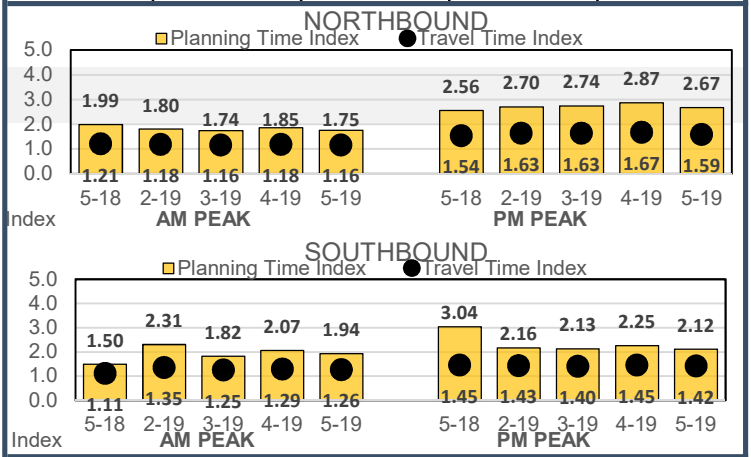 NORTHBOUND
Planning Time Index Travel Time Index
5.0
4.0
3.0
2.0
1.0
0.0
1.99 1.80 1.74 1.85 1.75 2.56 2.70 2.74 2.87 2.67
1.21 1.18 1.16 1.18 1.16 1.54 1.63 1.63 1.67 1.59
5-18 2-19 3-19 4-19 5-19 5-18 2-19 3-19 4-19 5-19
Index AM PEAK PM PEAK
SOUTHBOUND
Planning Time Index Travel Time Index
5.0
4.0
3.0
2.0
1.0
0.0
1.50 2.31 1.82 2.07 1.94 3.04 2.16 2.13 2.25 2.12
1.11 1.35 1.25 1.29 1.26 1.45 1.43 1.40 1.45 1.42
5-18 2-19 3-19 4-19 5-19 5-18 2-19 3-19 4-19 5-19
Index AM PEAK PM PEAK